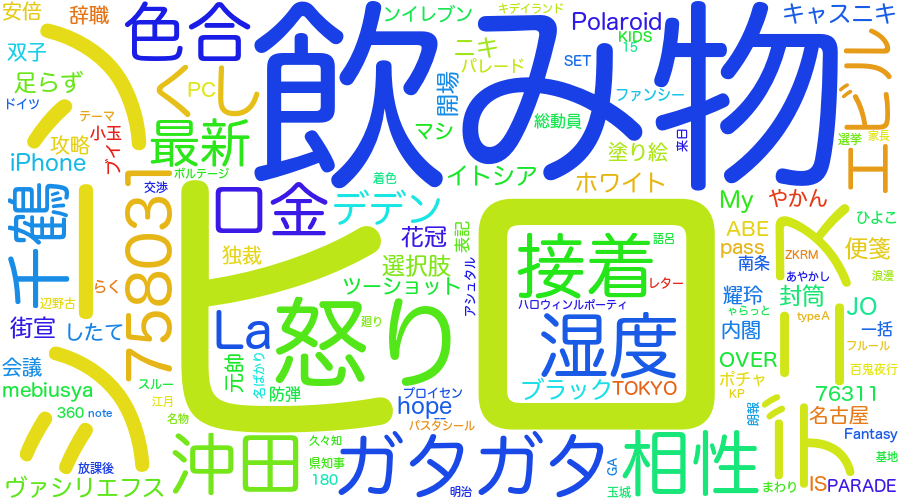 安倍
辞職
色合
飲み物
ンイレブン
キデイランド
Polaroid
キャスニキ
双子
足らず
ドイツ
くし
PC
開場
ニキ
パレード
KIDS
15
SET
エビル
テーマ
小玉
攻略
iPhone
ブイ
最新
ボルテージ
マシ
ファンシー
総動員
来日
選挙
家長
塗り絵
イトシア
ホワイト
交渉
着色
千鶴
758031
口金
デデン
My
やかん
ひよこ
花冠
表記
ABE
pass
便箋
独裁
選択肢
接着
語呂
ZKRM
南条
ツーショット
アシュタル
レター
あやかし
浪漫
らく
辺野古
ヒロ
ハロウィンルポーティ
耀玲
封筒
JO
ゃらっと
typeA
街宣
したて
La
怒り
廻り
湿度
内閣
一括
フルール
会議
元帥
名ばかり
OVER
百鬼夜行
mebiusya
スルー
防弾
プロイセン
ブラック
TOKYO
ポチャ
KP
76311
江月
360
note
名物
hope
パスタシール
朗報
名古屋
Fantasy
放課後
沖田
久々知
県知事
180
ガタガタ
明治
GA
玉城
相性
基地
まわり
ISPARADE
ヴァシリエフス